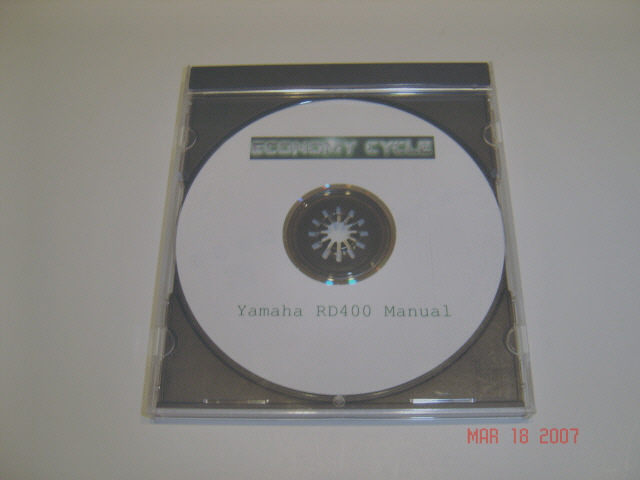 ECONOMY CYCLE
Yamaha RD400 Manual
MAR 18 2007